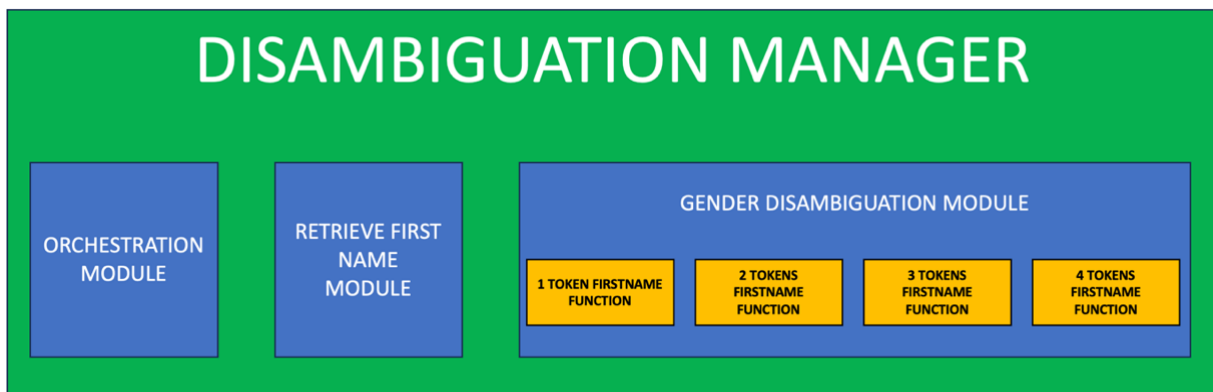 DISAMBIGUATION MANAGER
ORCHESTRATION
MODULE
RETRIEVE FIRST
NAME
MODULE
GENDER DISAMBIGUATION MODULE
1 TOKEN FIRSTNAME
FUNCTION
2 TOKENS
FIRSTNAME
FUNCTION
3 TOKENS
FIRSTNAME
FUNCTION
4 TOKENS
FIRSTNAME
FUNCTION